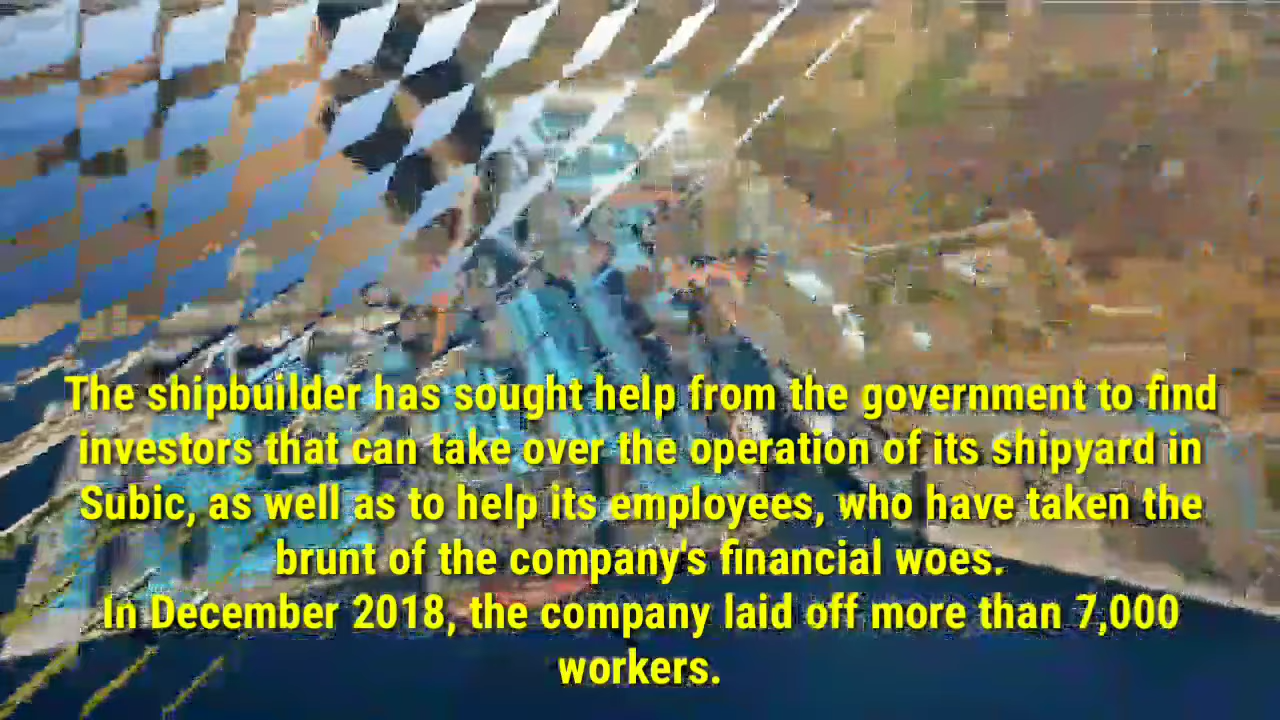 The shipbuilder has sought help from the government to find
investors that can take over the operation of its shipyard in
Subic, as well as to help its employees, who have taken the
brunt of the company's financial woes.
In December 2018, the company laid off more than 7,000
workers.